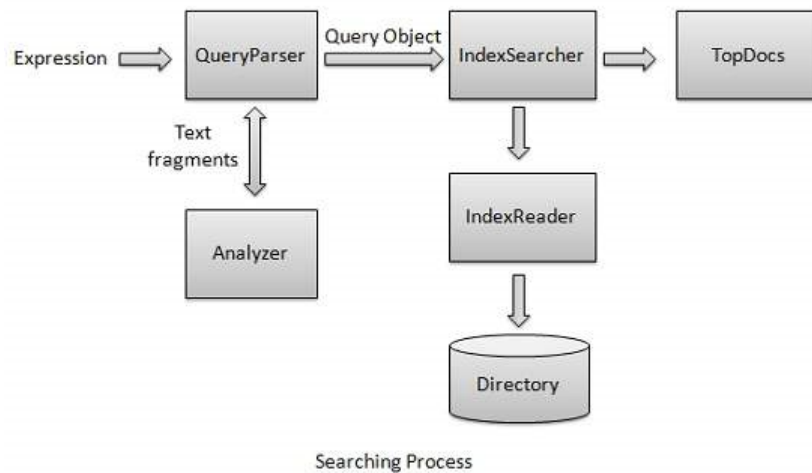 Expression
QueryParser
Query Object
IndexSearcher
TopDocs
Text
fragments
IndexReader
Analyzer
Directory
Searching Process